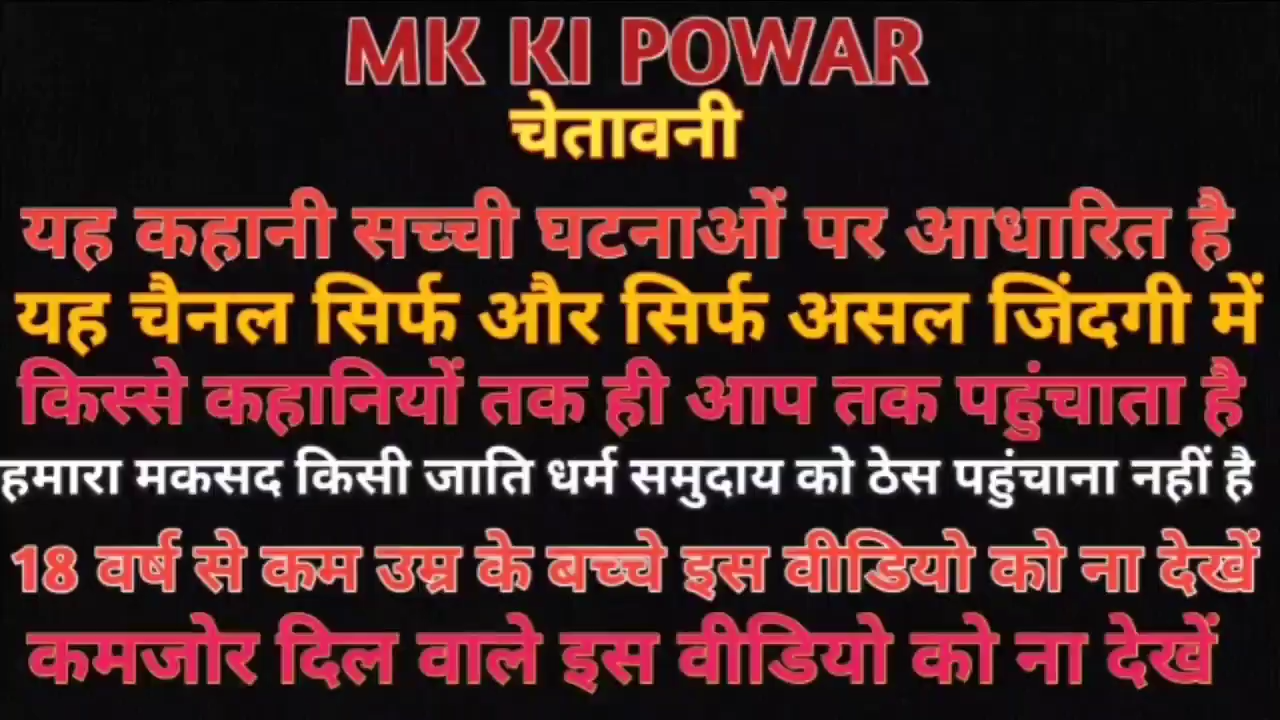 MK KI POWAR
चेतावनी
यह कहानी सच्ची घटनाओं पर आधारित है
यह चैनल सिर्फ और सिर्फ असल जिंदगी में
किस्से कहानियों तक ही आप तक पहुंचाता है
हमारा मकसद किसी जाति धर्म समुदाय को ठेस पहुंचाना नहीं है
18 वर्ष से कम उम्र के बच्चे इस वीडियो को ना देखें
कमजोर दिल वाले इस वीडियो को ना देखें